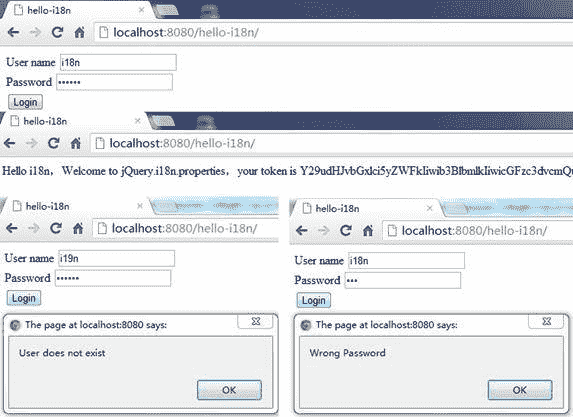 hello-i18n
localhost:8080/hello-i18n/
User name i18n
Password ••••••
Login
hello-i18n
localhost:8080/hello-i18n/
Hello i18n, Welcome to jQuery.i18n.properties, your token is
hello-i18n
localhost:8080/hello-i18n/
User name i19n
Password ••••••
Login
The page at localhost:8080 says:
User does not exist
OK
hello-i18n
localhost:8080/hello-i18n/
User name i18n
Password •••
Login
The page at localhost:8080 says:
Wrong Password
OK